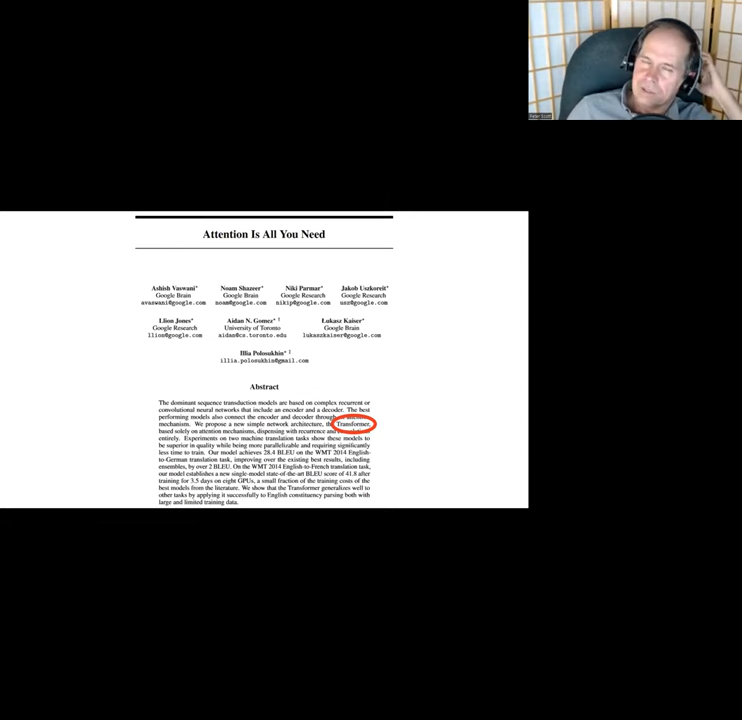 Peter Scott
Attention Is All You Need
Ashish Vaswani* Noam Shazeer* Niki Parmar* Jakob Uszkoreit*
Google Brain Google Brain Google Research Google Research
avaswani@google.com noam@google.com nikip@google.com usz@google.com
Llion Jones* Aidan N. Gomez* † Łukasz Kaiser*
Google Research University of Toronto Google Brain
llion@google.com aidan@cs.toronto.edu lukaszkaiser@google.com
Illia Polosukhin* ‡
illia.polosukhin@gmail.com
Abstract
The dominant sequence transduction models are based on complex recurrent or
convolutional neural networks that include an encoder and a decoder. The best
performing models also connect the encoder and decoder through
mechanism. We propose a new simple network architecture, the Transformer,
based solely on attention mechanisms, dispensing with recurrence and
entirely. Experiments on two machine translation tasks show these models to
be superior in quality while being more parallelizable and requiring significantly
less time to train. Our model achieves 28.4 BLEU on the WMT 2014 English-
to-German translation task, improving over the existing best results, including
ensembles, by over 2 BLEU. On the WMT 2014 English-to-French translation task,
our model establishes a new single-model state-of-the-art BLEU score of 41.8 after
training for 3.5 days on eight GPUs, a small fraction of the training costs of the
best models from the literature. We show that the Transformer generalizes well to
other tasks by applying it successfully to English constituency parsing both with
large and limited training data.